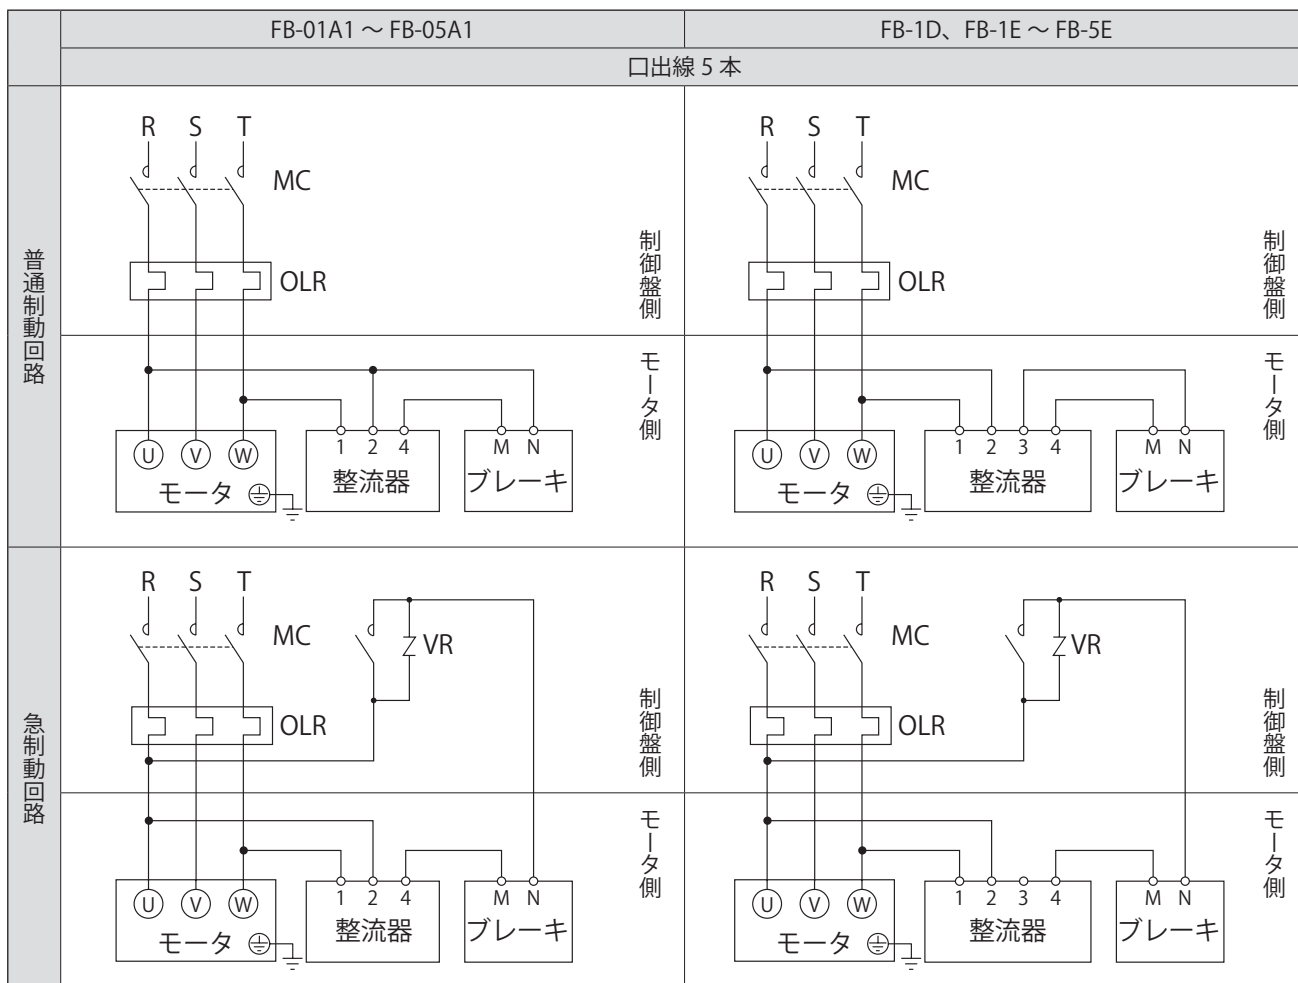 FB-01A1 ～ FB-05A1
FB-1D、FB-1E ～ FB-5E
口出線 5 本
普通制動回路
R S T
MC
OLR
制御盤側
モータ側
1 2 4
M N
U V W
モータ
整流器
ブレーキ
R S T
MC
OLR
制御盤側
モータ側
1 2 3 4
M N
U V W
モータ
整流器
ブレーキ
急制動回路
R S T
MC
VR
OLR
制御盤側
モータ側
1 2 4
M N
U V W
モータ
整流器
ブレーキ
R S T
MC
VR
OLR
制御盤側
モータ側
1 2 3 4
M N
U V W
モータ
整流器
ブレーキ